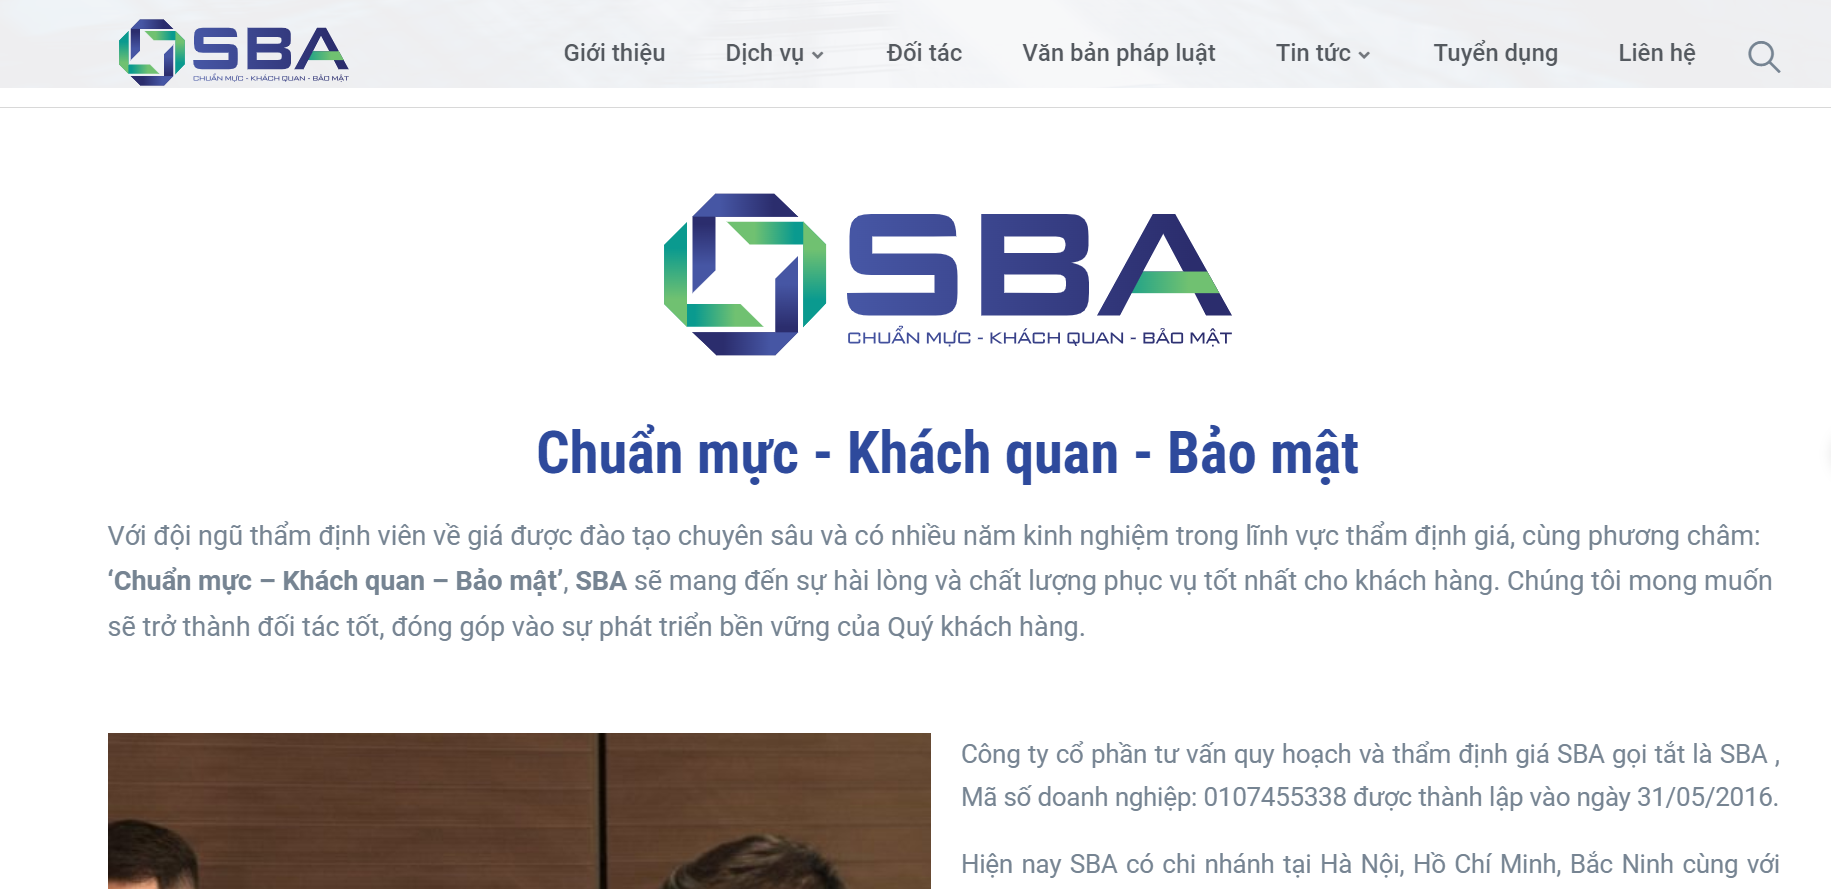 SBA
CHUẨN MỰC - KHÁCH QUAN - BẢO MẬT
Giới thiệu
Dịch vụ
Đối tác
Văn bản pháp luật
Tin tức
Tuyển dụng
Liên hệ
SBA
CHUẨN MỰC - KHÁCH QUAN - BẢO MẬT
Chuẩn mực - Khách quan - Bảo mật
Với đội ngũ thẩm định viên về giá được đào tạo chuyên sâu và có nhiều năm kinh nghiệm trong lĩnh vực thẩm định giá, cùng phương châm:
‘Chuẩn mực – Khách quan – Bảo mật’, SBA sẽ mang đến sự hài lòng và chất lượng phục vụ tốt nhất cho khách hàng. Chúng tôi mong muốn
sẽ trở thành đối tác tốt, đóng góp vào sự phát triển bền vững của Quý khách hàng.
Công ty cổ phần tư vấn quy hoạch và thẩm định giá SBA gọi tắt là SBA ,
Mã số doanh nghiệp: 0107455338 được thành lập vào ngày 31/05/2016.
Hiện nay SBA có chi nhánh tại Hà Nội, Hồ Chí Minh, Bắc Ninh cùng với